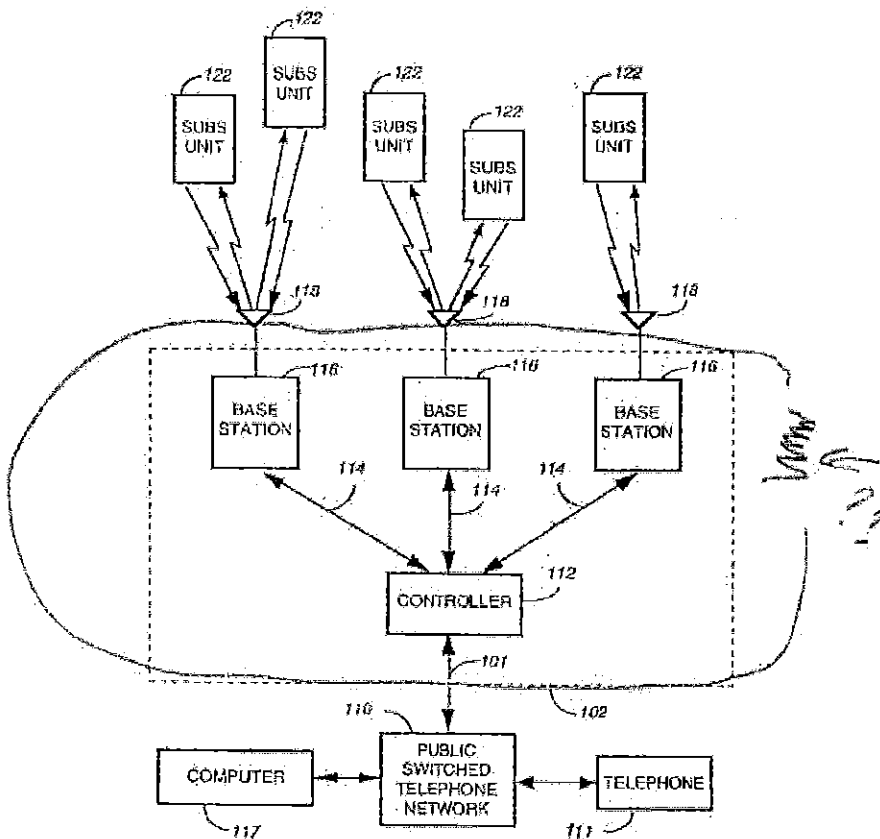 122
122
SUBS
UNIT
122
122
SUBS
UNIT
122
SUBS
UNIT
SUBS
UNIT
SUBS
UNIT
118
118
118
116
116
116
BASE
STATION
BASE
STATION
BASE
STATION
114
114
114
112
CONTROLLER
101
110
102
PUBLIC
SWITCHED
TELEPHONE
NETWORK
COMPUTER
TELEPHONE
117
111
??